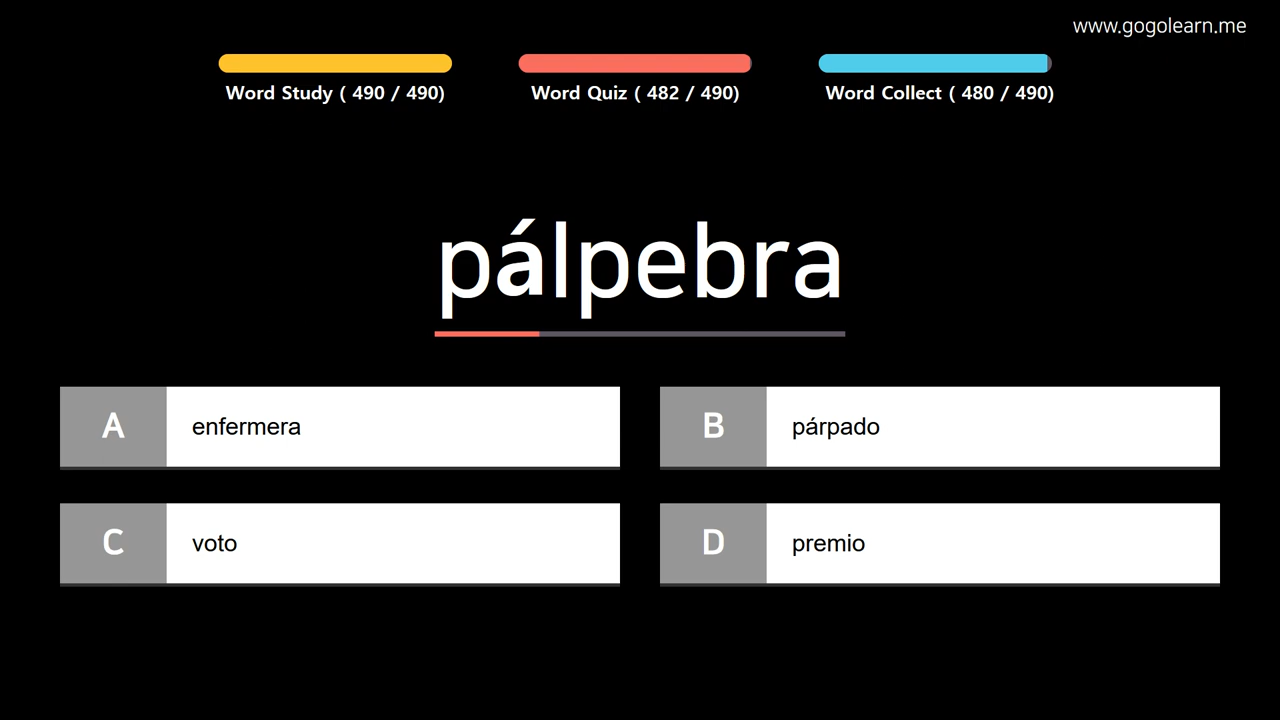 www.gogolearn.me
Word Study ( 490 / 490)
Word Quiz ( 482 / 490)
Word Collect ( 480 / 490)
pálpebra
A enfermera
B párpado
C voto
D premio